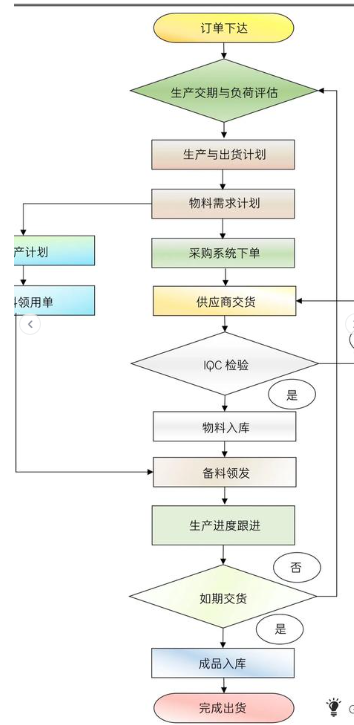 订单下达
生产交期与负荷评估
生产与出货计划
物料需求计划
产计划
采购系统下单
领用单
供应商交货
IQC 检验
是
物料入库
备料领发
生产进度跟进
否
如期交货
是
成品入库
完成出货